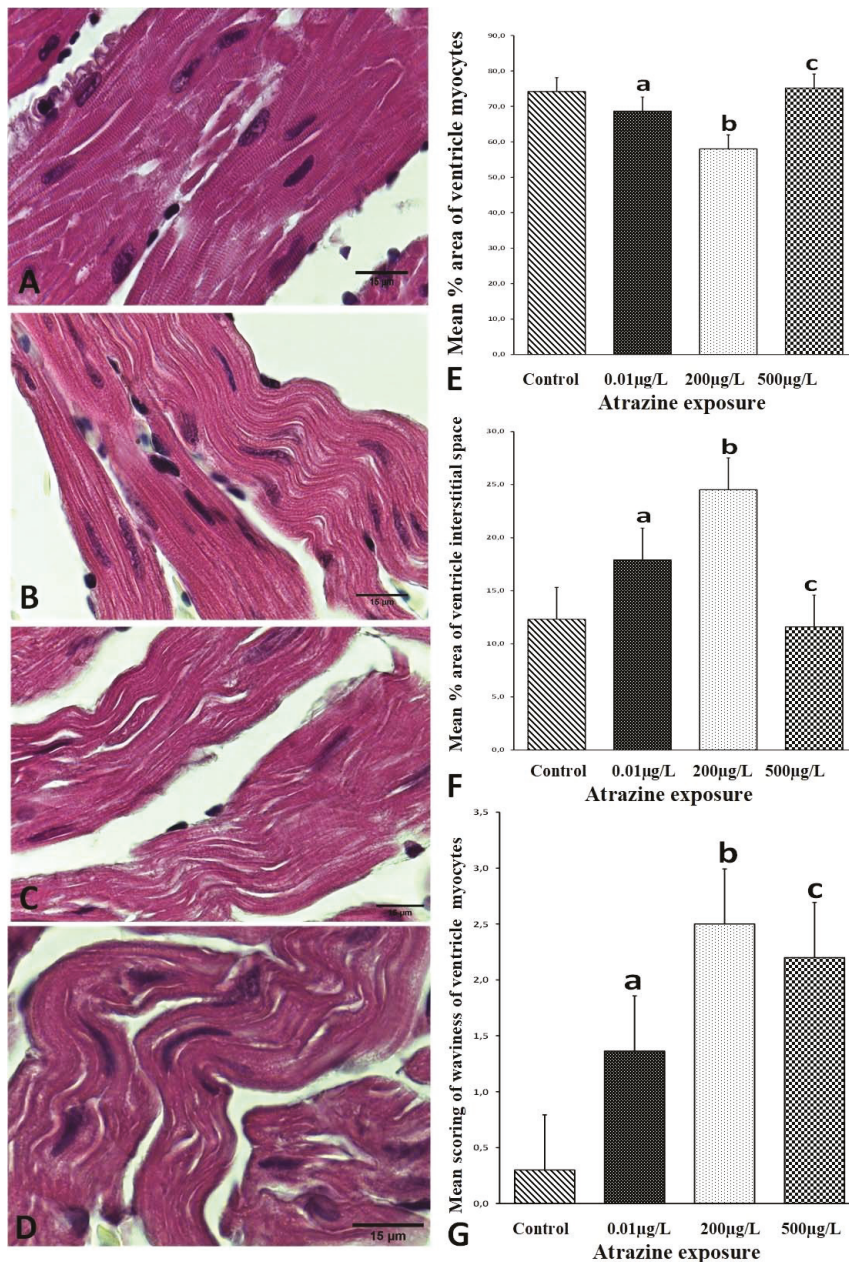 A
15 µm
B
15 µm
C
15 µm
D
15 µm
Mean % area of ventricle myocytes
90,0
80,0
70,0
60,0
50,0
40,0
30,0
20,0
10,0
0,0
a
b
c
E
Control 0.01µg/L 200µg/L 500µg/L
Atrazine exposure
Mean % area of ventricle interstitial space
30,0
25,0
20,0
15,0
10,0
5,0
0,0
a
b
c
F
Control 0.01µg/L 200µg/L 500µg/L
Atrazine exposure
Mean scoring of waviness of ventricle myocytes
3,5
3,0
2,5
2,0
1,5
1,0
0,5
0,0
a
b
c
G
Control 0.01µg/L 200µg/L 500µg/L
Atrazine exposure